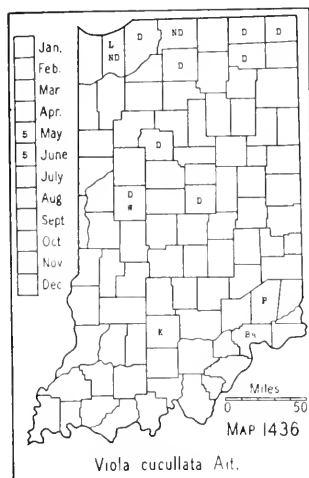 Jan.
Feb.
Mar
Apr.
5 May
5 June
July
Aug
Sept
Oct
Nov
Dec
L
ND
D
ND
D
D
D
D
D
D
W
D
P
K
Miles
0 50
MAP 1436
Viola cucullata Ait.